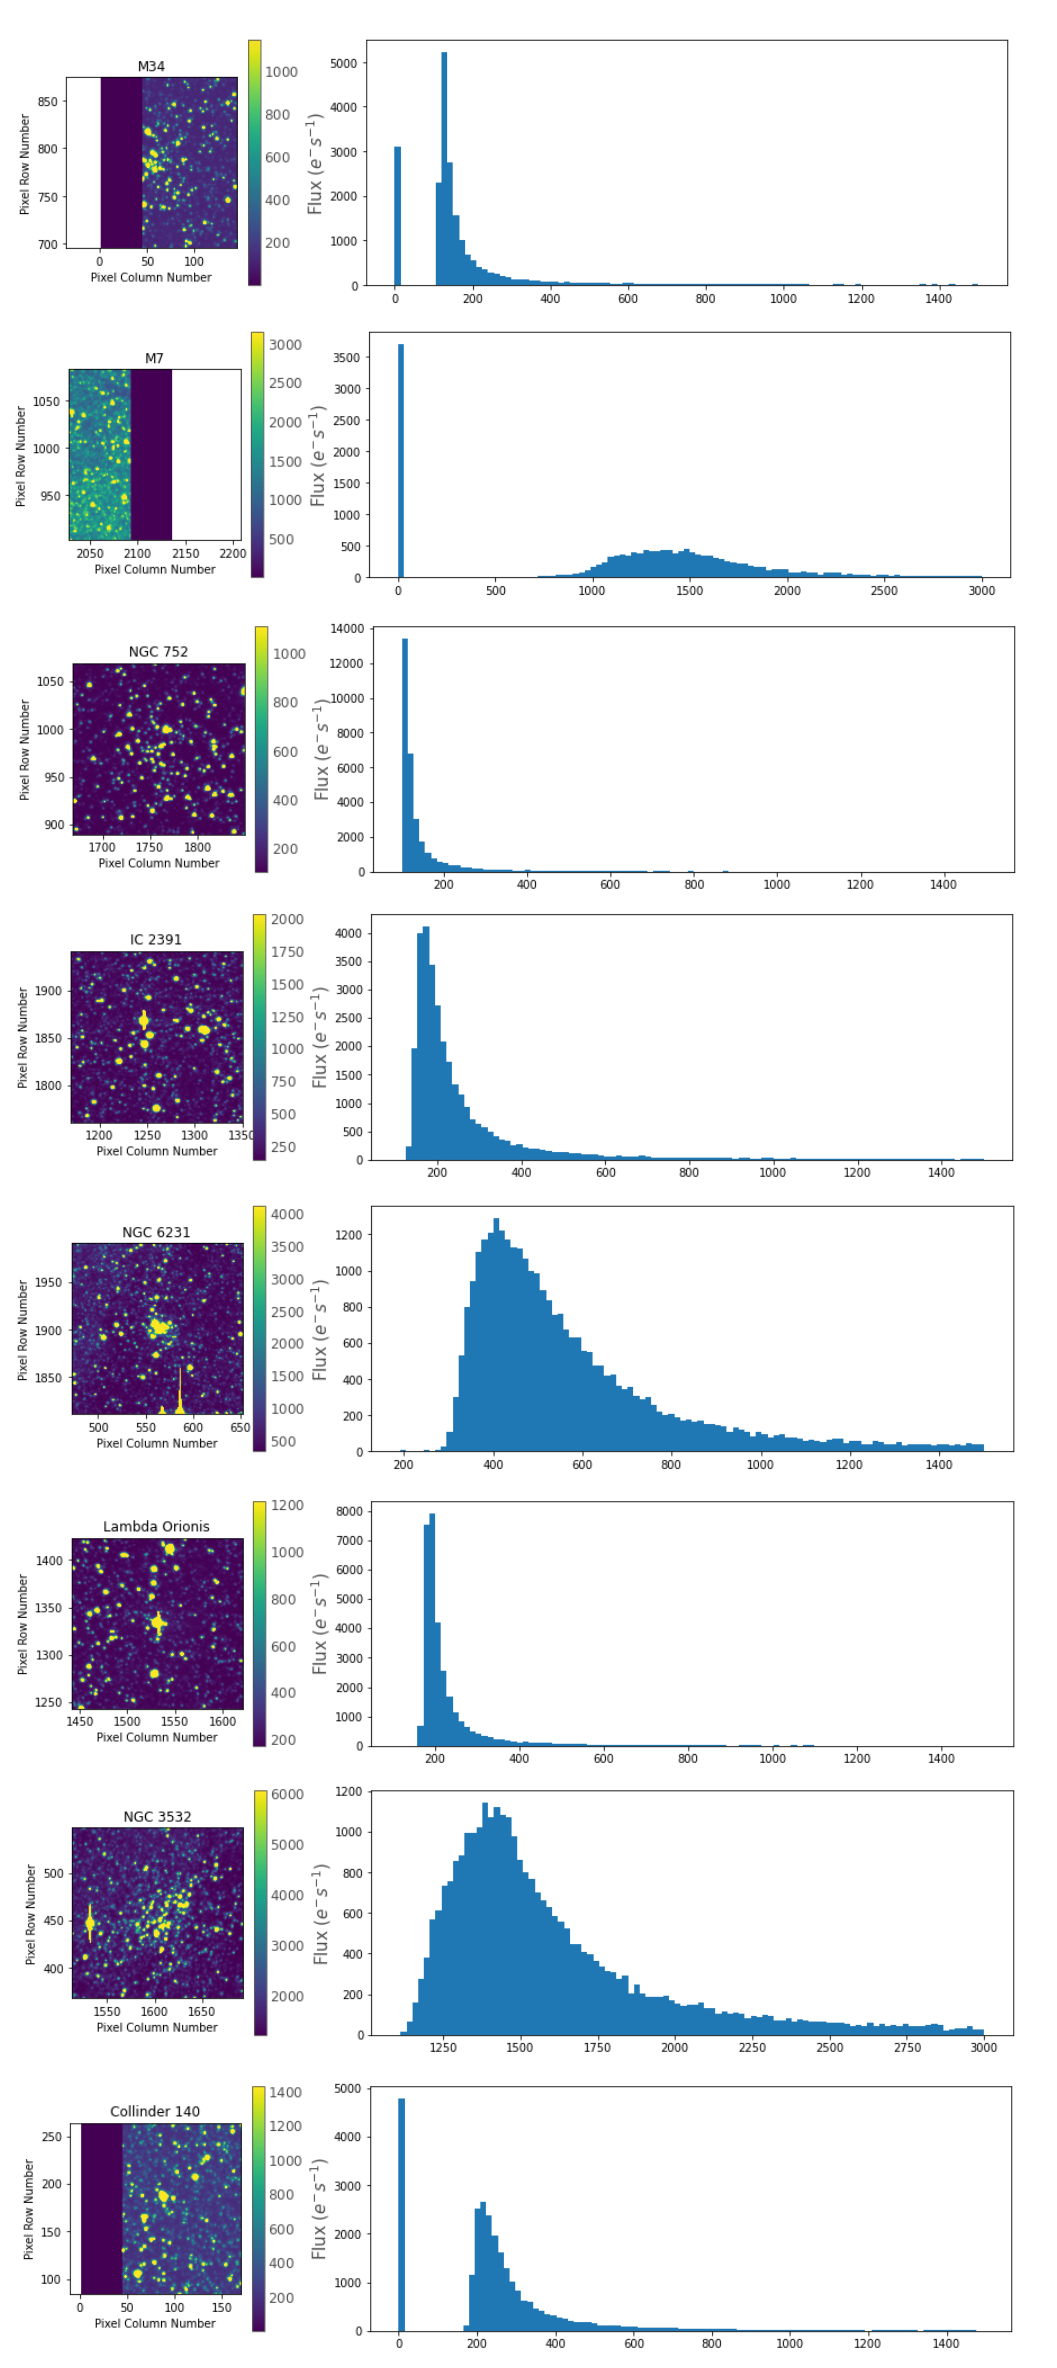 M34
850
800
750
700
Pixel Row Number
0 50 100
Pixel Column Number
1000
800
600
400
200
Flux (e⁻s⁻¹)
5000
4000
3000
2000
1000
0
0 200 400 600 800 1000 1200 1400
M7
1050
1000
950
Pixel Row Number
2050 2100 2150 2200
Pixel Column Number
3000
2500
2000
1500
1000
500
Flux (e⁻s⁻¹)
3500
3000
2500
2000
1500
1000
500
0
0 500 1000 1500 2000 2500 3000
NGC 752
1050
1000
950
900
Pixel Row Number
1700 1750 1800
Pixel Column Number
1000
800
600
400
200
Flux (e⁻s⁻¹)
14000
12000
10000
8000
6000
4000
2000
0
200 400 600 800 1000 1200 1400
IC 2391
1900
1850
1800
Pixel Row Number
1200 1250 1300 1350
Pixel Column Number
2000
1750
1500
1250
1000
750
500
250
Flux (e⁻s⁻¹)
4000
3500
3000
2500
2000
1500
1000
500
0
200 400 600 800 1000 1200 1400
NGC 6231
1950
1900
1850
Pixel Row Number
500 550 600 650
Pixel Column Number
4000
3500
3000
2500
2000
1500
1000
500
Flux (e⁻s⁻¹)
1200
1000
800
600
400
200
0
200 400 600 800 1000 1200 1400
Lambda Orionis
1400
1350
1300
1250
Pixel Row Number
1450 1500 1550 1600
Pixel Column Number
1200
1000
800
600
400
200
Flux (e⁻s⁻¹)
8000
7000
6000
5000
4000
3000
2000
1000
0
200 400 600 800 1000 1200 1400
NGC 3532
500
450
400
Pixel Row Number
1550 1600 1650
Pixel Column Number
6000
5000
4000
3000
2000
Flux (e⁻s⁻¹)
1200
1000
800
600
400
200
0
1250 1500 1750 2000 2250 2500 2750 3000
Collinder 140
250
200
150
100
Pixel Row Number
0 50 100 150
Pixel Column Number
1400
1200
1000
800
600
400
200
Flux (e⁻s⁻¹)
5000
4000
3000
2000
1000
0
0 200 400 600 800 1000 1200 1400